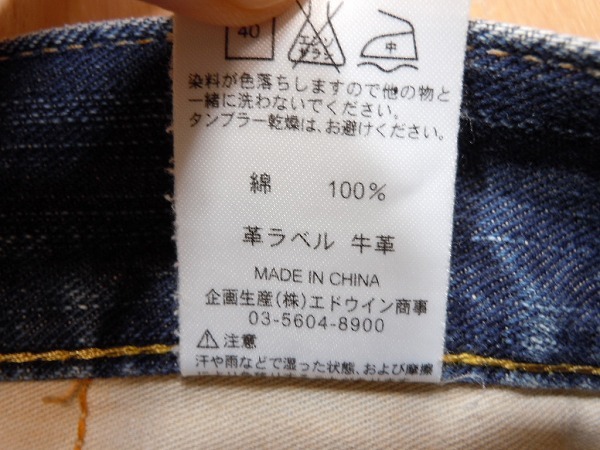 40 エンソ サラシ 中
染料が色落ちしますので他の物と
一緒に洗わないでください。
タンブラー乾燥は、お避けください。
綿 100%
革ラベル 牛革
MADE IN CHINA
企画生産(株)エドウイン商事
03-5604-8900
⚠注意
汗や雨などで湿った状態、および摩擦